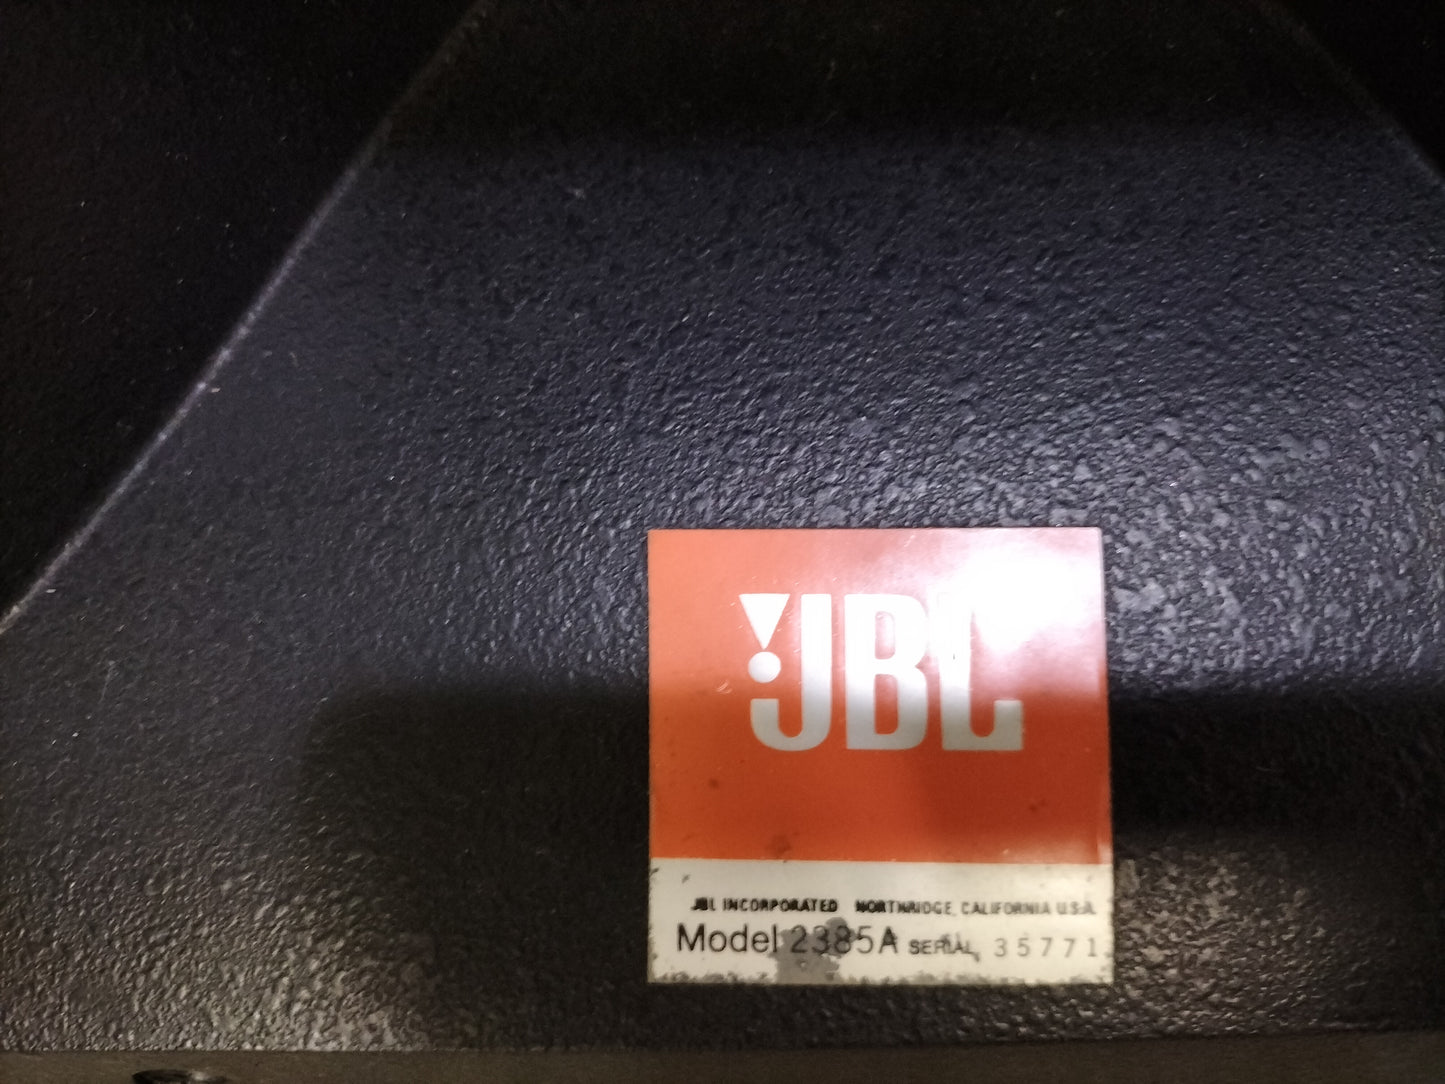 JBL
JBL INCORPORATED NORTHRIDGE, CALIFORNIA U.S.A.
Model 2385A SERIAL 35771